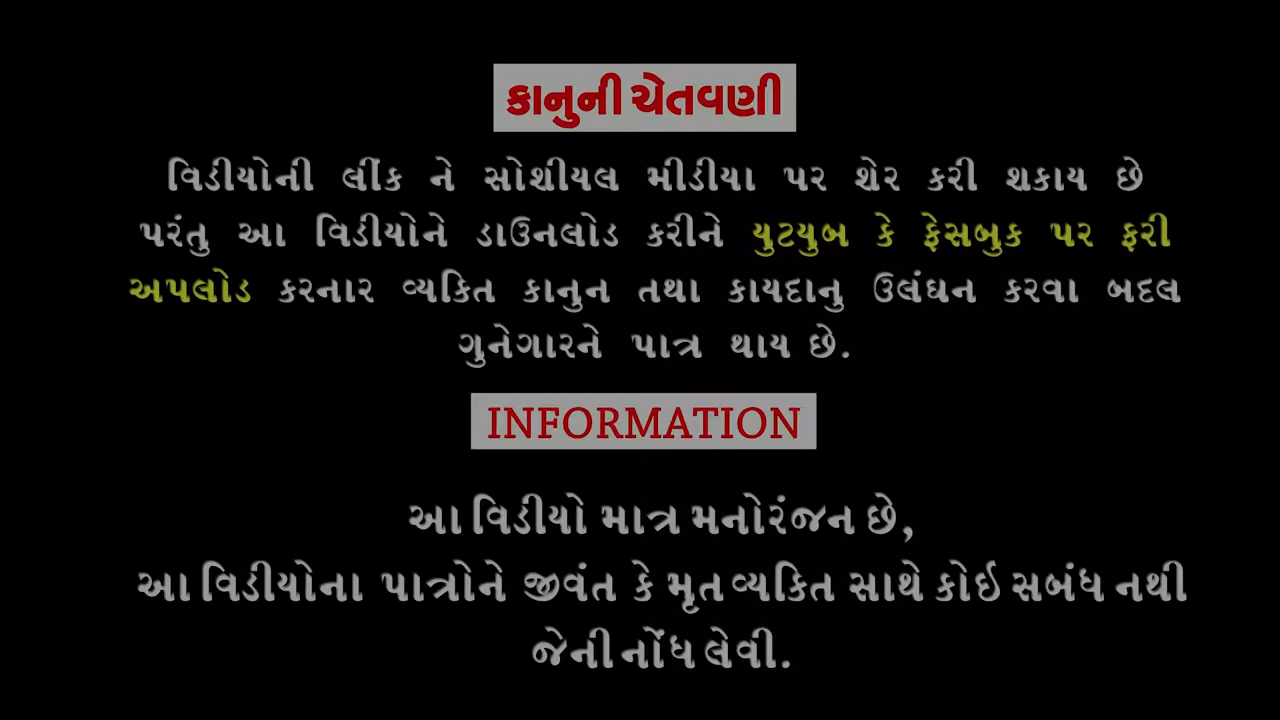 કાનુની ચેતવણી
વિડીયોની લીંક ને સોશીયલ મીડીયા પર શેર કરી શકાય છે
પરંતુ આ વિડીયોને ડાઉનલોડ કરીને યુટયુબ કે ફેસબુક પર ફરી
અપલોડ કરનાર વ્યકિત કાનુન તથા કાયદાનુ ઉલંઘન કરવા બદલ
ગુનેગારને પાત્ર થાય છે.
INFORMATION
આ વિડીયો માત્ર મનોરંજન છે,
આ વિડીયોના પાત્રોને જીવંત કે મૃત વ્યકિત સાથે કોઇ સબંધ નથી
જેની નોંધ લેવી.